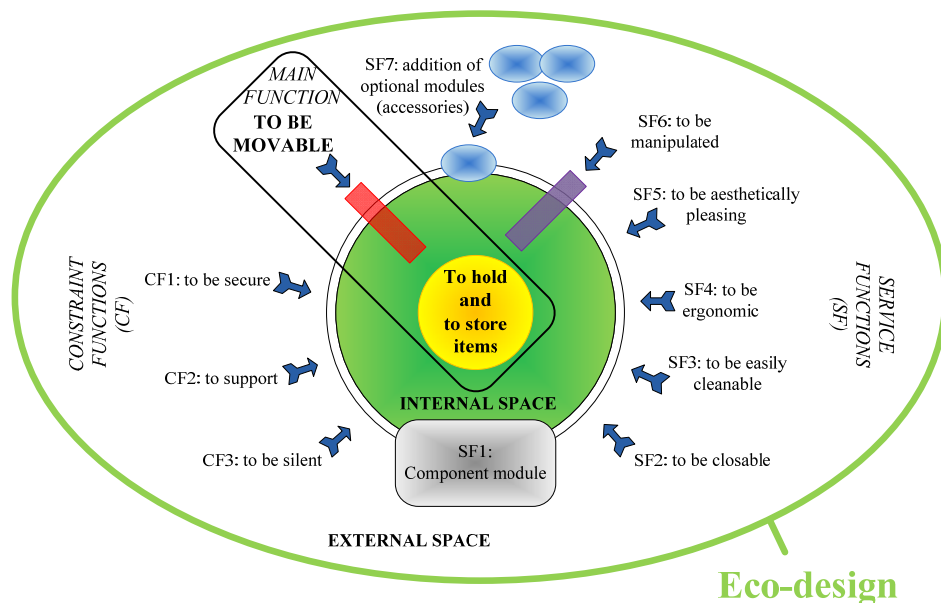 MAIN
FUNCTION
TO BE
MOVABLE
SF7: addition of
optional modules
(accessories)
SF6: to be
manipulated
SF5: to be aesthetically
pleasing
SF4: to be
ergonomic
SF3: to be easily
cleanable
SF2: to be closable
SERVICE
FUNCTIONS
(SF)
CONSTRAINT
FUNCTIONS
(CF)
CF1: to be secure
CF2: to support
CF3: to be silent
To hold
and
to store
items
INTERNAL SPACE
SF1:
Component module
EXTERNAL SPACE
Eco-design